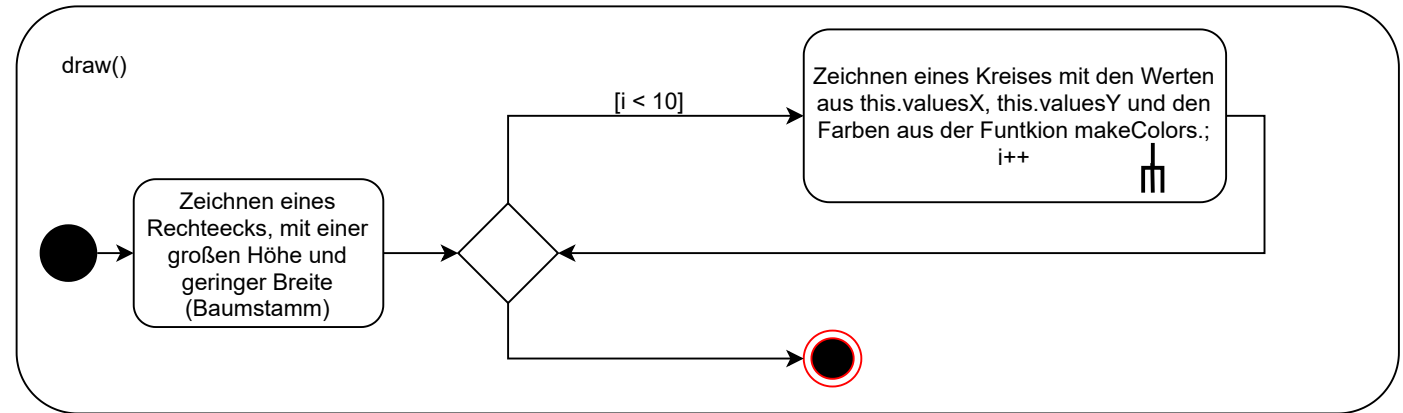 draw()
[i < 10]
Zeichnen eines Kreises mit den Werten
aus this.valuesX, this.valuesY und den
Farben aus der Funtkion makeColors.;
i++
Zeichnen eines
Rechteecks, mit einer
großen Höhe und
geringer Breite
(Baumstamm)